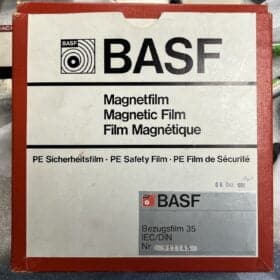 BASF
BASF
Magnetfilm
Magnetic Film
Film Magnétique
PE Sicherheitsfilm · PE Safety Film · PE Film de Sécurité
BASF
Bezugsfilm 35
IEC/DIN
Nr.